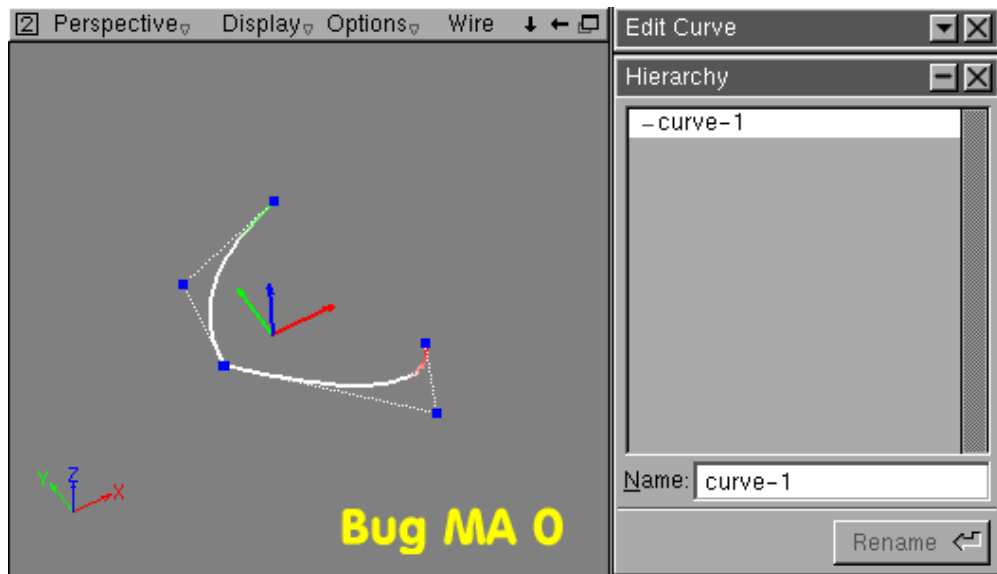 2 Perspective Display Options Wire
Edit Curve
Hierarchy
–curve–1
Y Z X
Bug MA 0
Name: curve–1
Rename